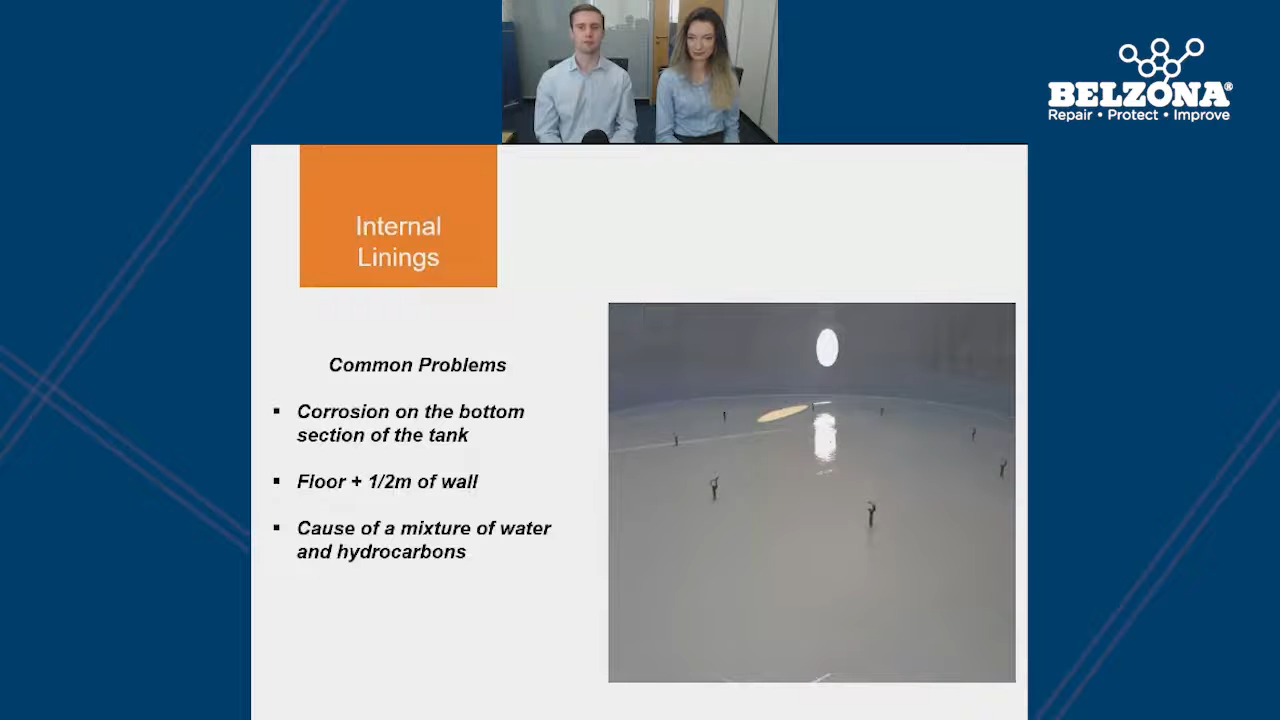 BELZONA®
Repair • Protect • Improve
Internal
Linings
Common Problems
▪ Corrosion on the bottom
section of the tank
▪ Floor + 1/2m of wall
▪ Cause of a mixture of water
and hydrocarbons